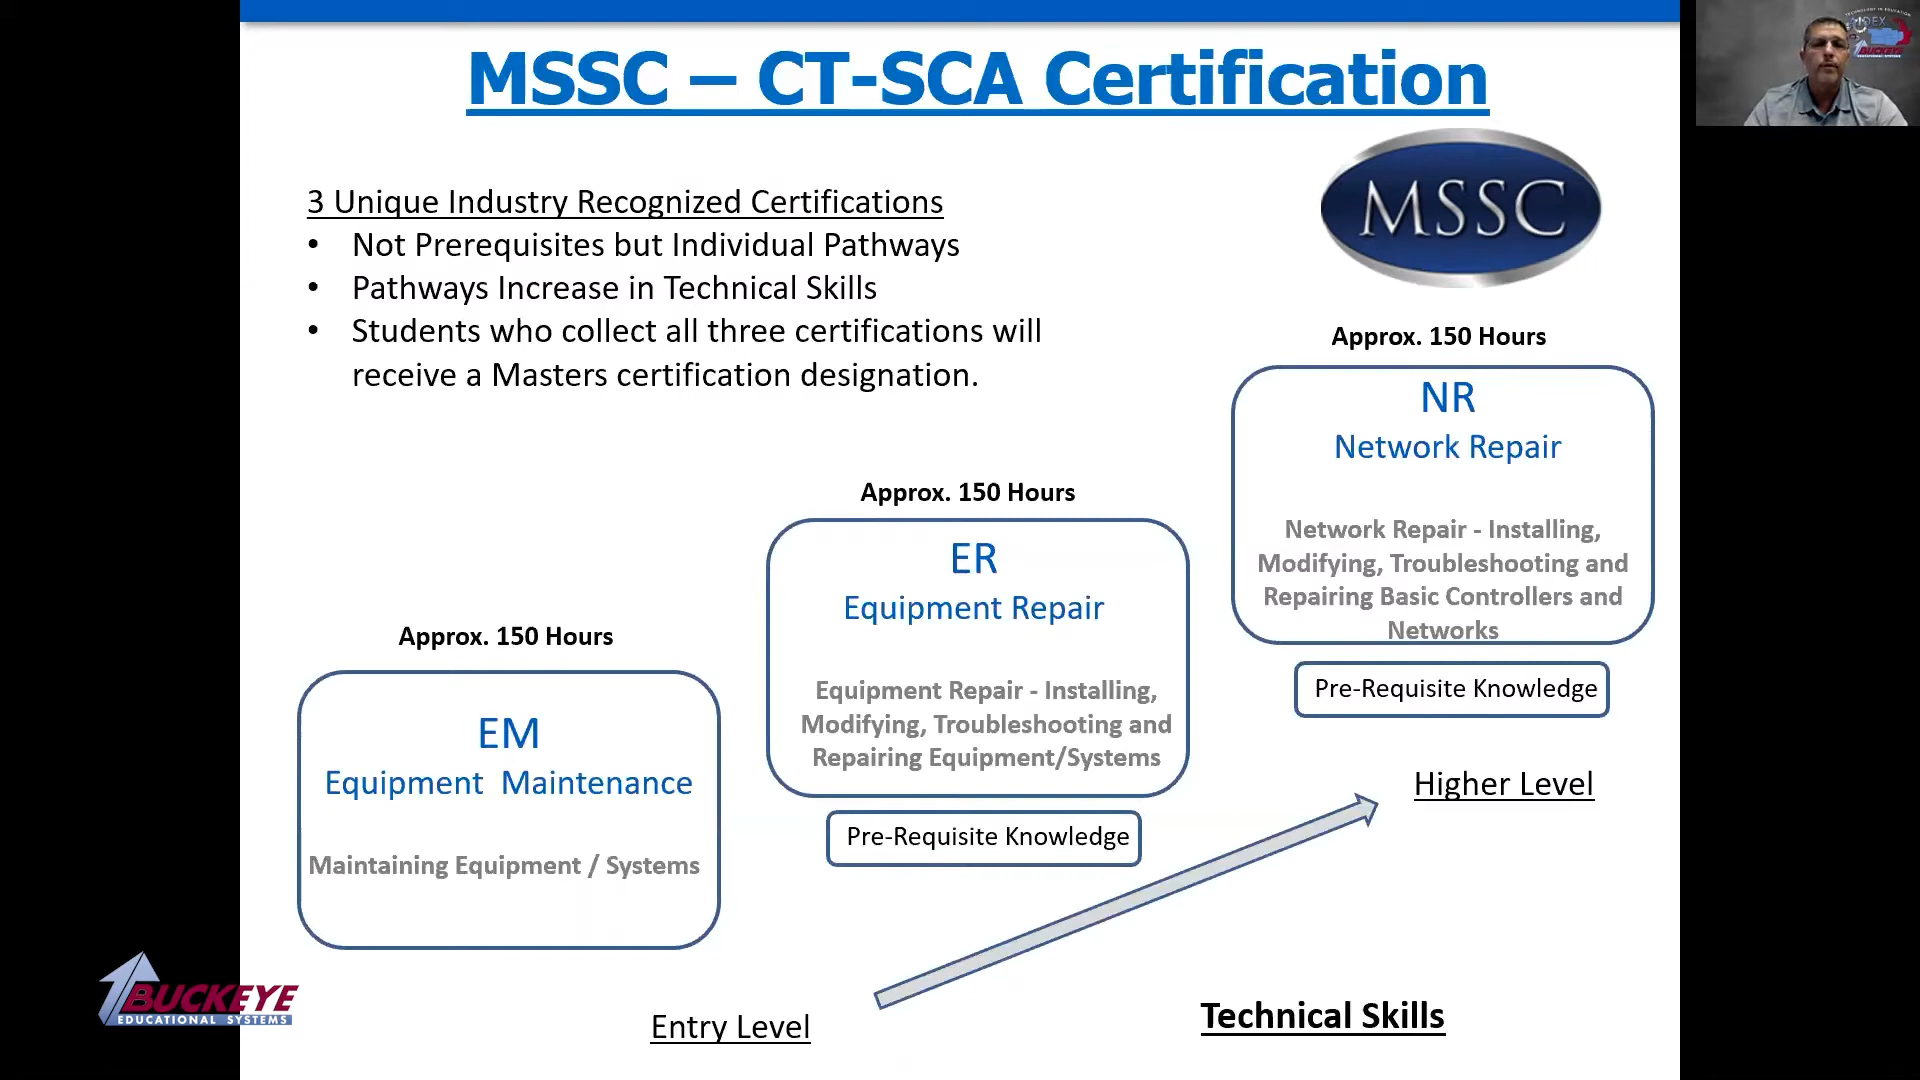 MSSC – CT-SCA Certification
3 Unique Industry Recognized Certifications
• Not Prerequisites but Individual Pathways
• Pathways Increase in Technical Skills
• Students who collect all three certifications will
receive a Masters certification designation.
MSSC
Approx. 150 Hours
NR
Network Repair
Network Repair - Installing,
Modifying, Troubleshooting and
Repairing Basic Controllers and
Networks
Pre-Requisite Knowledge
Approx. 150 Hours
ER
Equipment Repair
Equipment Repair - Installing,
Modifying, Troubleshooting and
Repairing Equipment/Systems
Pre-Requisite Knowledge
Approx. 150 Hours
EM
Equipment  Maintenance
Maintaining Equipment / Systems
Higher Level
Entry Level
Technical Skills
BUCKEYE
EDUCATIONAL SYSTEMS
TECHNOLOGY IN EDUCATION
BUCKEYE